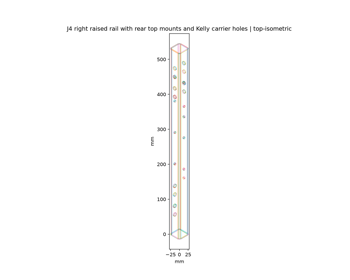 J4 right raised rail with rear top mounts and Kelly carrier holes | top-isometric
500
400
300
200
100
0
mm
−25 0 25
mm